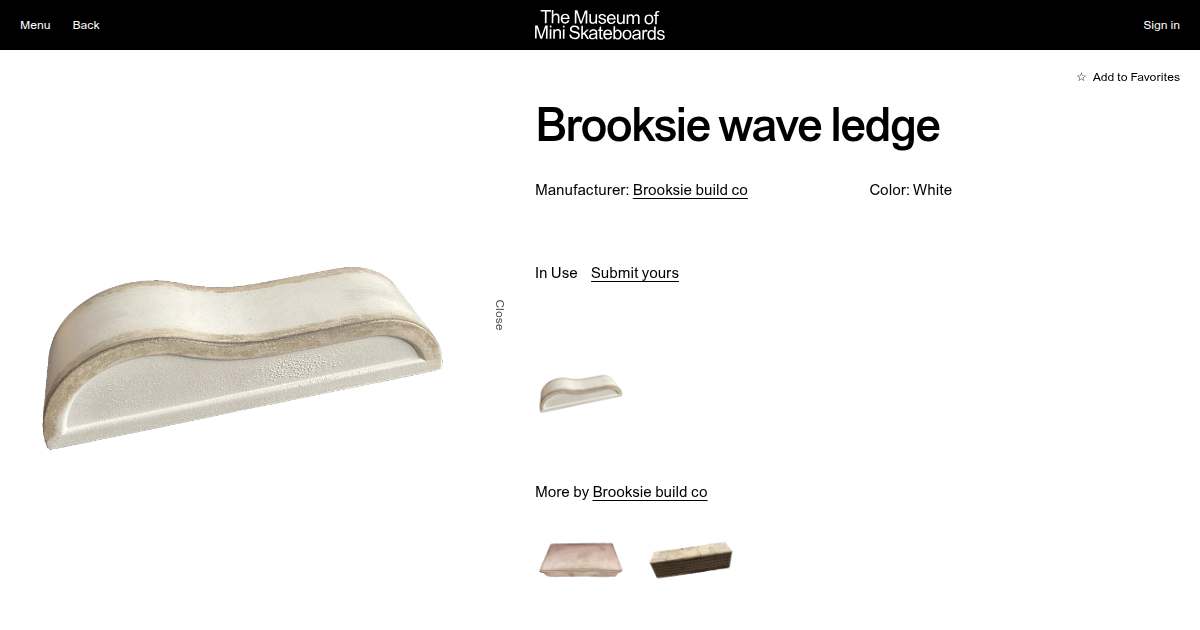 Menu
Back
The Museum of
Mini Skateboards
Sign in
☆ Add to Favorites
Brooksie wave ledge
Manufacturer: Brooksie build co
Color: White
Close
In Use Submit yours
More by Brooksie build co